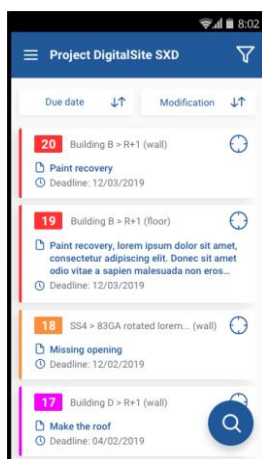 8:02
Project DigitalSite SXD
Due date
Modification
20 Building B > R+1 (wall)
Paint recovery
Deadline: 12/03/2019
19 Building B > R+1 (floor)
Paint recovery, lorem ipsum dolor sit amet,
consectetur adipiscing elit. Donec sit amet
odio vitae a sapien malesuada non eros...
Deadline: 12/03/2019
18 SS4 > 83GA rotated lorem... (wall)
Missing opening
Deadline: 12/02/2019
17 Building D > R+1 (wall)
Make the roof
Deadline: 04/02/2019